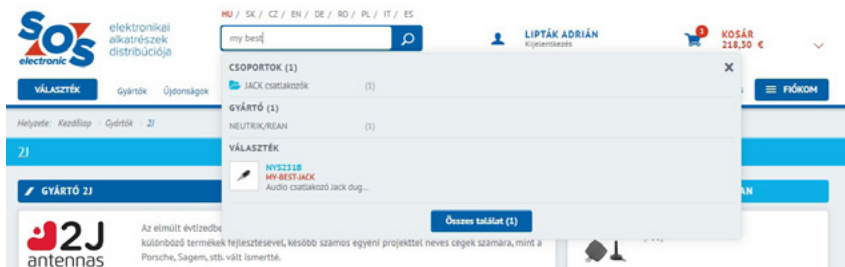 HU / SK / CZ / EN / DE / RO / PL / IT / ES
SOS
electronic
elektronikai
alkatrészek
distribúciója
my best
LIPTÁK ADRIÁN
Kijelentkezés
3
KOSÁR
218,30 €
VÁLASZTÉK
Gyártók
Újdonságok
FIÓKOM
CSOPORTOK (1)
JACK csatlakozók (1)
GYÁRTÓ (1)
NEUTRIK/REAN (1)
VÁLASZTÉK
NYS231B
MY-BEST-JACK
Audio csatlakozó Jack dug...
Összes találat (1)
Helyzete: Kezdőlap Gyártók 2J
2J
GYÁRTÓ 2J
AN
2J
antennas
Az elmúlt évtizedbe
különböző termékek fejlesztésével, később számos egyéni projekttel neves cégek számára, mint a
Porsche, Sagem, stb. vált ismertté.